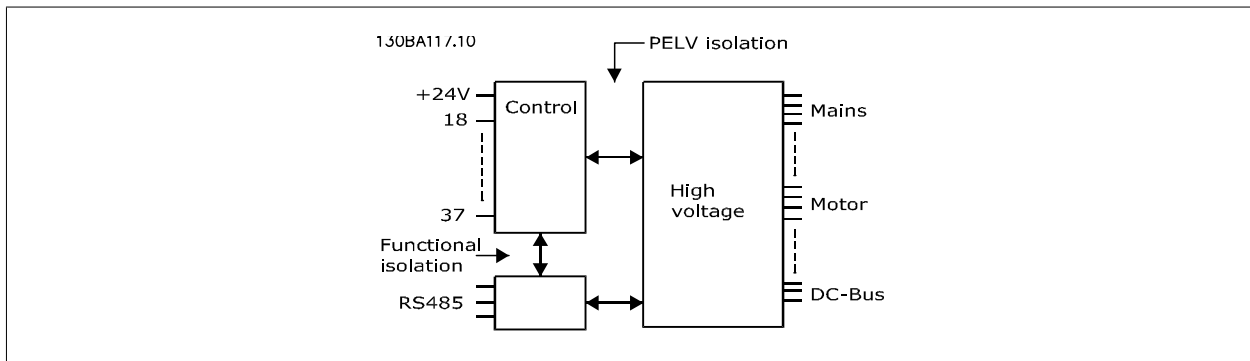 130BA117.10
PELV isolation
+24V
Control
18
37
High
voltage
Mains
Motor
DC-Bus
Functional
isolation
RS485